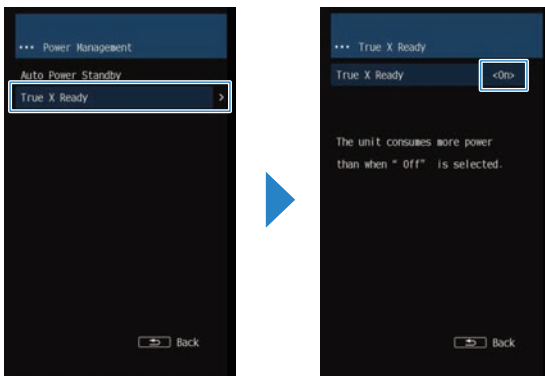 ••• Power Management
Auto Power Standby
True X Ready >
Back
••• True X Ready
True X Ready <On>
The unit consumes more power
than when " Off" is selected.
Back